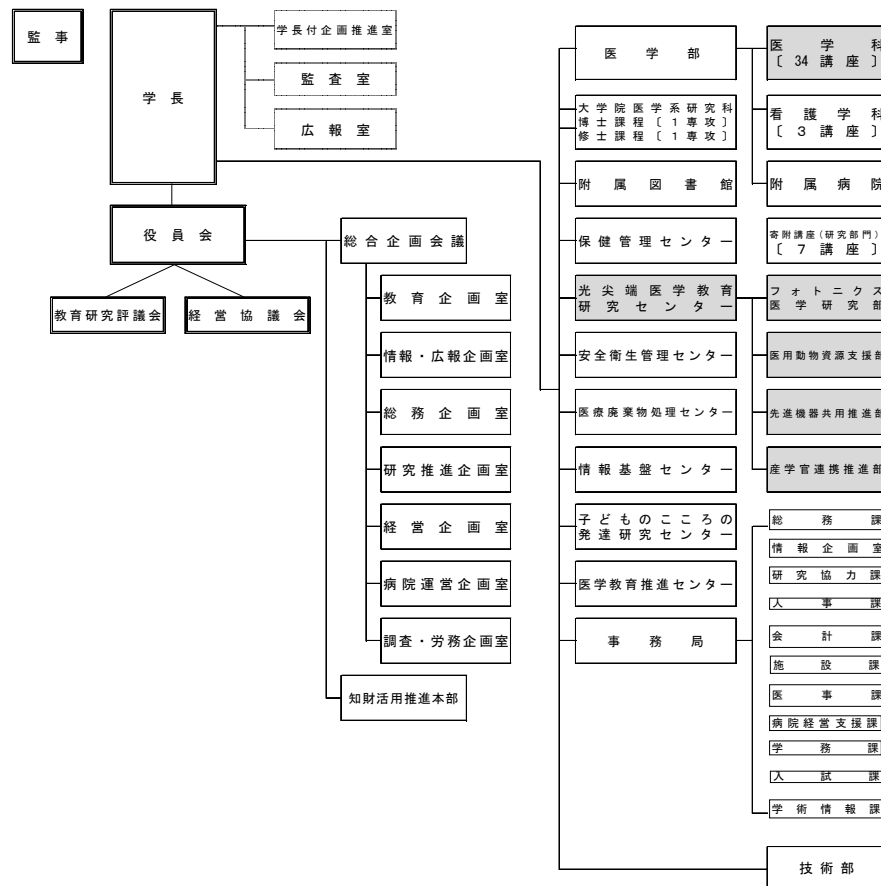 監事
学長
学長付企画推進室
監査室
広報室
役員会
教育研究評議会
経営協議会
総合企画会議
教育企画室
情報・広報企画室
総務企画室
研究推進企画室
経営企画室
病院運営企画室
調査・労務企画室
知財活用推進本部
医学部
大学院医学系研究科
博士課程〔1専攻〕
修士課程〔1専攻〕
附属図書館
保健管理センター
光尖端医学教育
研究センター
安全衛生管理センター
医療廃棄物処理センター
情報基盤センター
子どものこころの
発達研究センター
医学教育推進センター
事務局
医学科
〔34講座〕
看護学科
〔3講座〕
附属病院
寄附講座(研究部門)
〔7講座〕
フォトニクス
医学研究部
医用動物資源支援部
先進機器共用推進部
産学官連携推進部
総務課
情報企画室
研究協力課
人事課
会計課
施設課
医事課
病院経営支援課
学務課
入試課
学術情報課
技術部